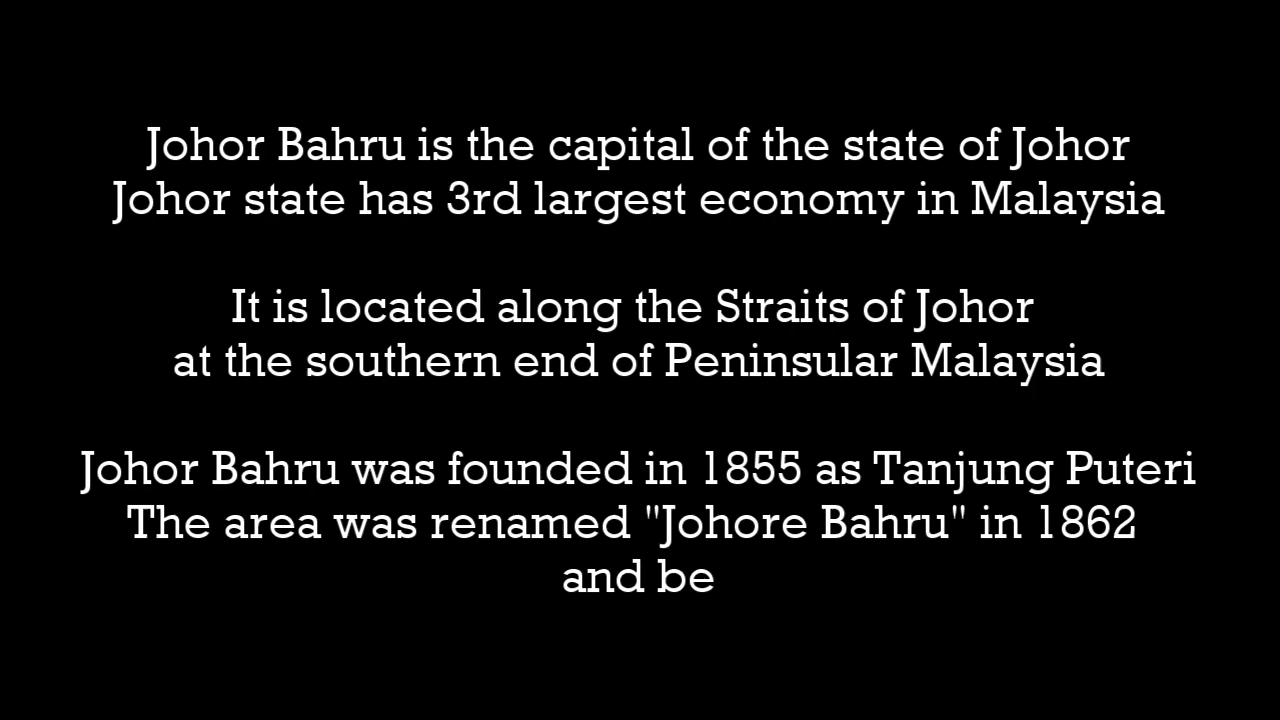 Johor Bahru is the capital of the state of Johor
Johor state has 3rd largest economy in Malaysia
It is located along the Straits of Johor
at the southern end of Peninsular Malaysia
Johor Bahru was founded in 1855 as Tanjung Puteri
The area was renamed "Johore Bahru" in 1862
and be